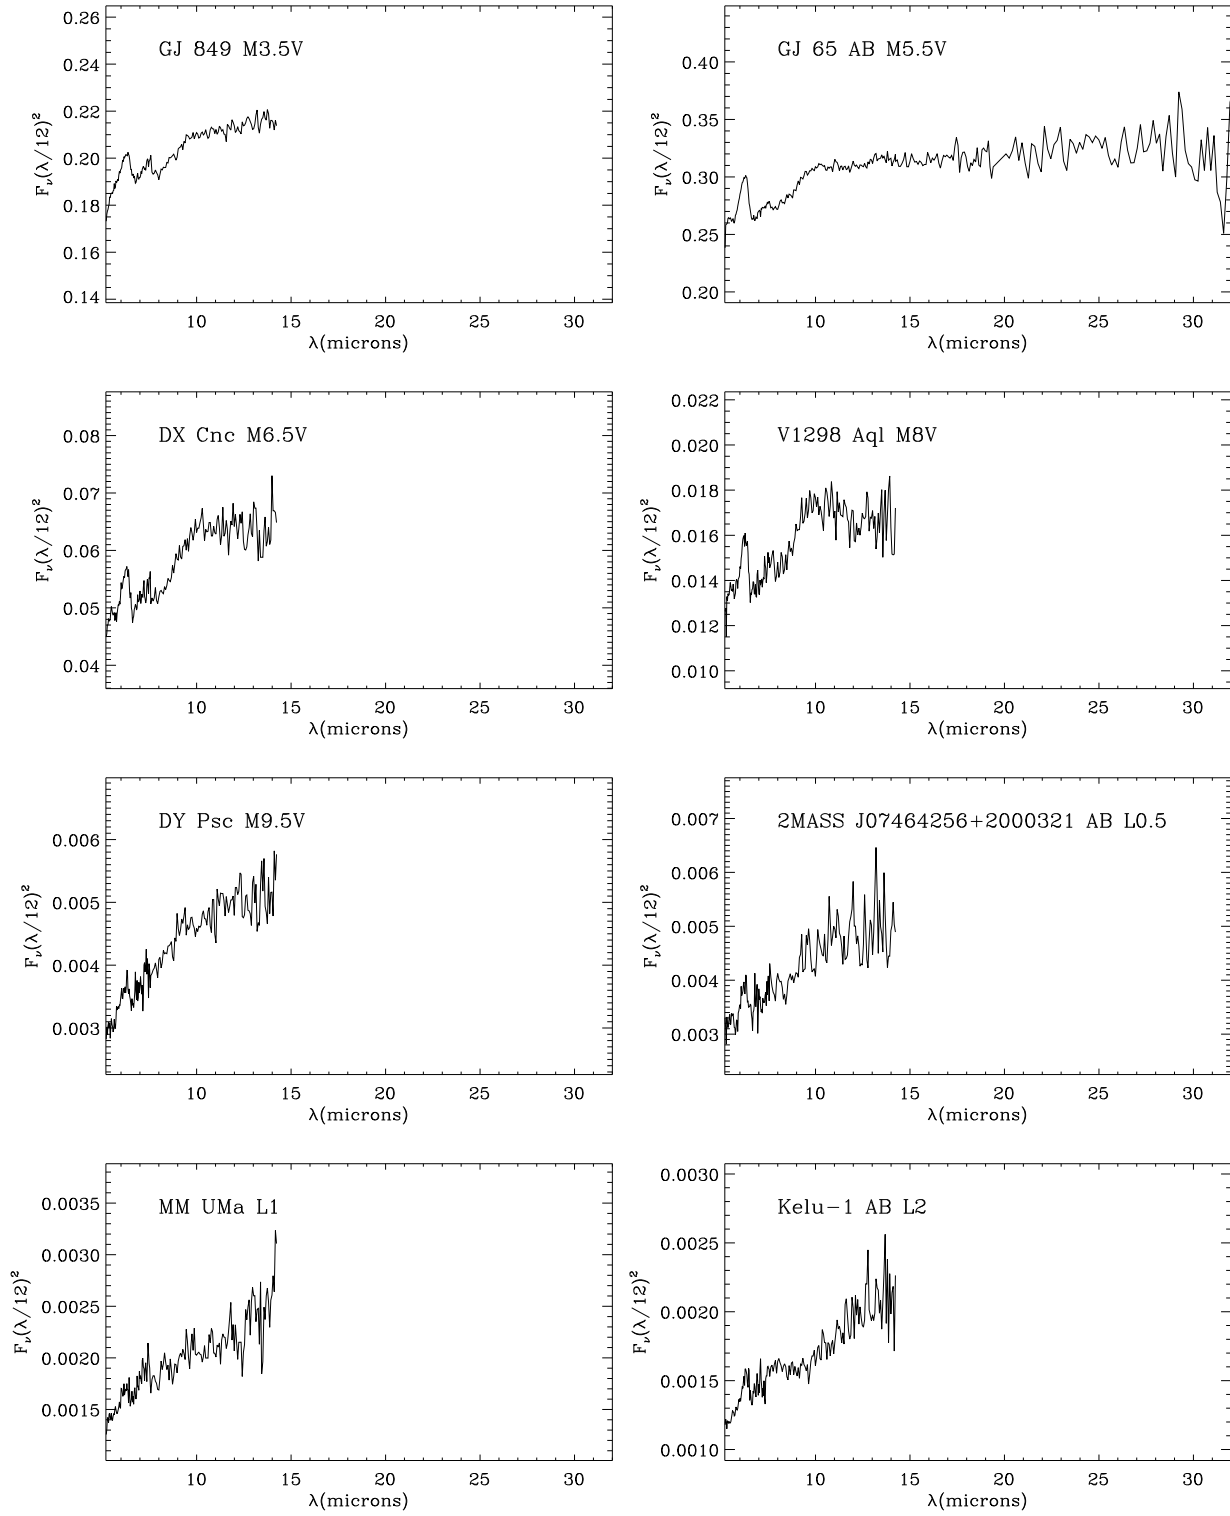 GJ 849 M3.5V
0.26
0.24
0.22
0.20
0.18
0.16
0.14
Fν(λ/12)²
10 15 20 25 30
λ(microns)
GJ 65 AB M5.5V
0.40
0.35
0.30
0.25
0.20
Fν(λ/12)²
10 15 20 25 30
λ(microns)
DX Cnc M6.5V
0.08
0.07
0.06
0.05
0.04
Fν(λ/12)²
10 15 20 25 30
λ(microns)
V1298 Aql M8V
0.022
0.020
0.018
0.016
0.014
0.012
0.010
Fν(λ/12)²
10 15 20 25 30
λ(microns)
DY Psc M9.5V
0.006
0.005
0.004
0.003
Fν(λ/12)²
10 15 20 25 30
λ(microns)
2MASS J07464256+2000321 AB L0.5
0.007
0.006
0.005
0.004
0.003
Fν(λ/12)²
10 15 20 25 30
λ(microns)
MM UMa L1
0.0035
0.0030
0.0025
0.0020
0.0015
Fν(λ/12)²
10 15 20 25 30
λ(microns)
Kelu-1 AB L2
0.0030
0.0025
0.0020
0.0015
0.0010
Fν(λ/12)²
10 15 20 25 30
λ(microns)